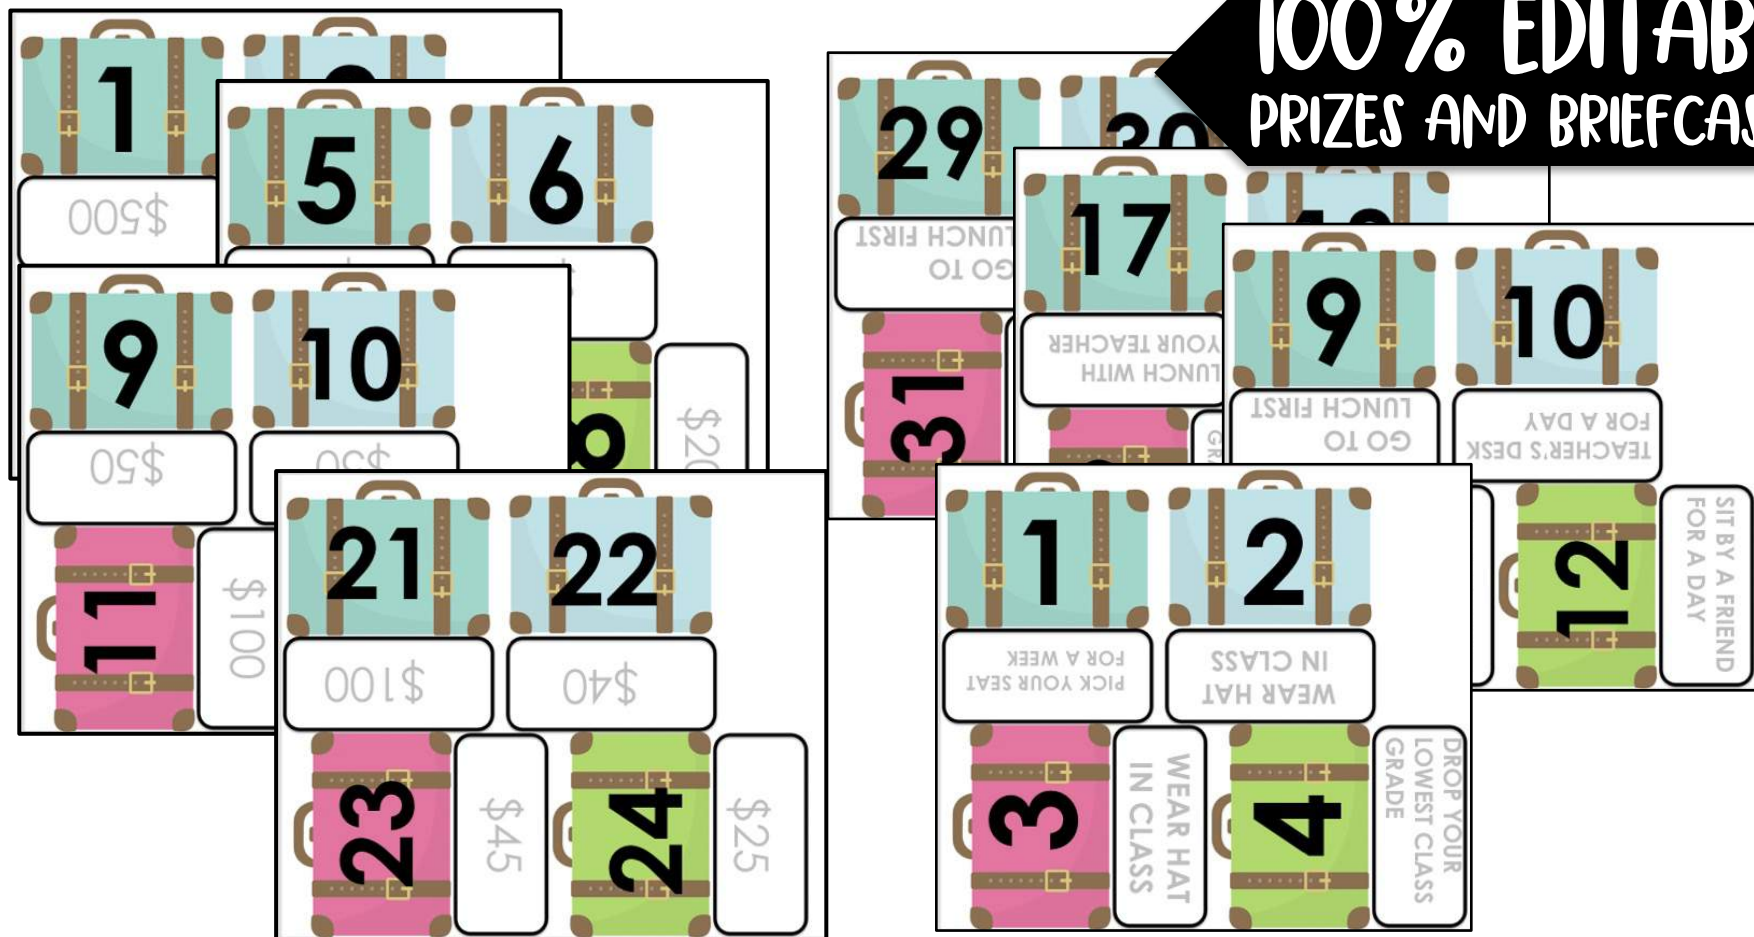 100% EDITAB
PRIZES AND BRIEFCAS
1
$500
5
6
9
10
$50
11
$100
8
$20
21
22
$100
$40
23
$45
24
$25
29
30
GO TO
LUNCH FIRST
31
17
LUNCH WITH
YOUR TEACHER
9
10
GO TO
LUNCH FIRST
TEACHER'S DESK
FOR A DAY
12
SIT BY A FRIEND
FOR A DAY
1
2
PICK YOUR SEAT
FOR A WEEK
WEAR HAT
IN CLASS
3
WEAR HAT
IN CLASS
4
DROP YOUR
LOWEST CLASS
GRADE